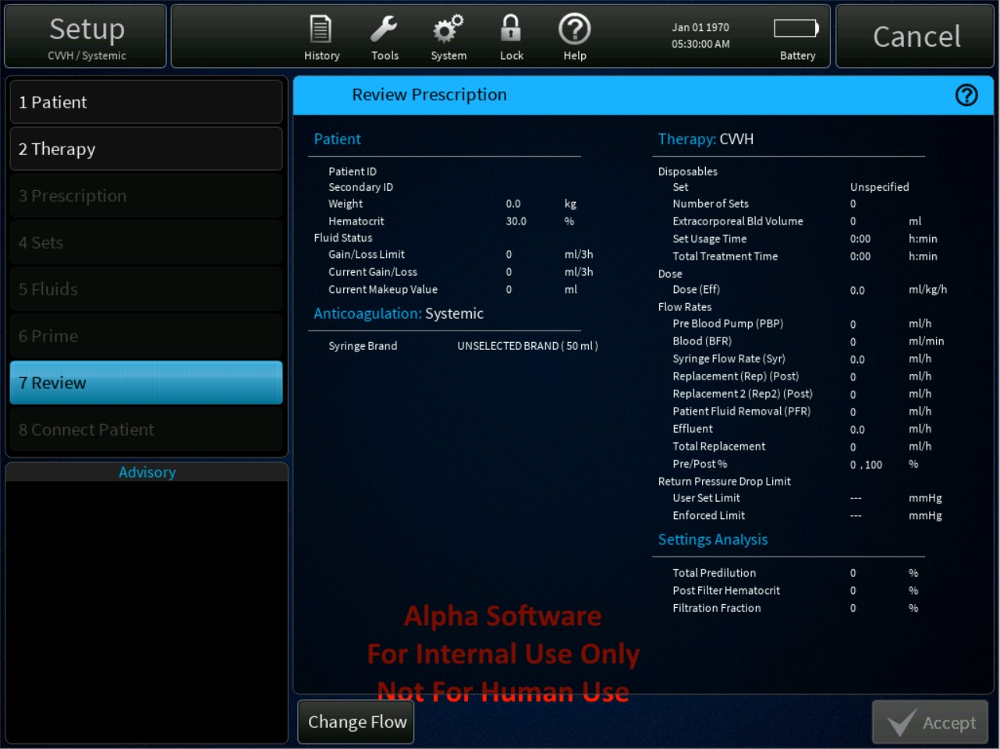 Setup
CVVH / Systemic
History
Tools
System
Lock
Help
Jan 01 1970
05:30:00 AM
Battery
Cancel
1 Patient
2 Therapy
3 Prescription
4 Sets
5 Fluids
6 Prime
7 Review
8 Connect Patient
Advisory
Review Prescription
Patient
Patient ID
Secondary ID
Weight 0.0 kg
Hematocrit 30.0 %
Fluid Status
Gain/Loss Limit 0 ml/3h
Current Gain/Loss 0 ml/3h
Current Makeup Value 0 ml
Anticoagulation: Systemic
Syringe Brand UNSELECTED BRAND ( 50 ml )
Therapy: CVVH
Disposables
Set Unspecified
Number of Sets 0
Extracorporeal Bld Volume 0 ml
Set Usage Time 0:00 h:min
Total Treatment Time 0:00 h:min
Dose
Dose (Eff) 0.0 ml/kg/h
Flow Rates
Pre Blood Pump (PBP) 0 ml/h
Blood (BFR) 0 ml/min
Syringe Flow Rate (Syr) 0.0 ml/h
Replacement (Rep) (Post) 0 ml/h
Replacement 2 (Rep2) (Post) 0 ml/h
Patient Fluid Removal (PFR) 0 ml/h
Effluent 0.0 ml/h
Total Replacement 0 ml/h
Pre/Post % 0 , 100 %
Return Pressure Drop Limit
User Set Limit --- mmHg
Enforced Limit --- mmHg
Settings Analysis
Total Predilution 0 %
Post Filter Hematocrit 0 %
Filtration Fraction 0 %
Alpha Software
For Internal Use Only
Not For Human Use
Change Flow
Accept